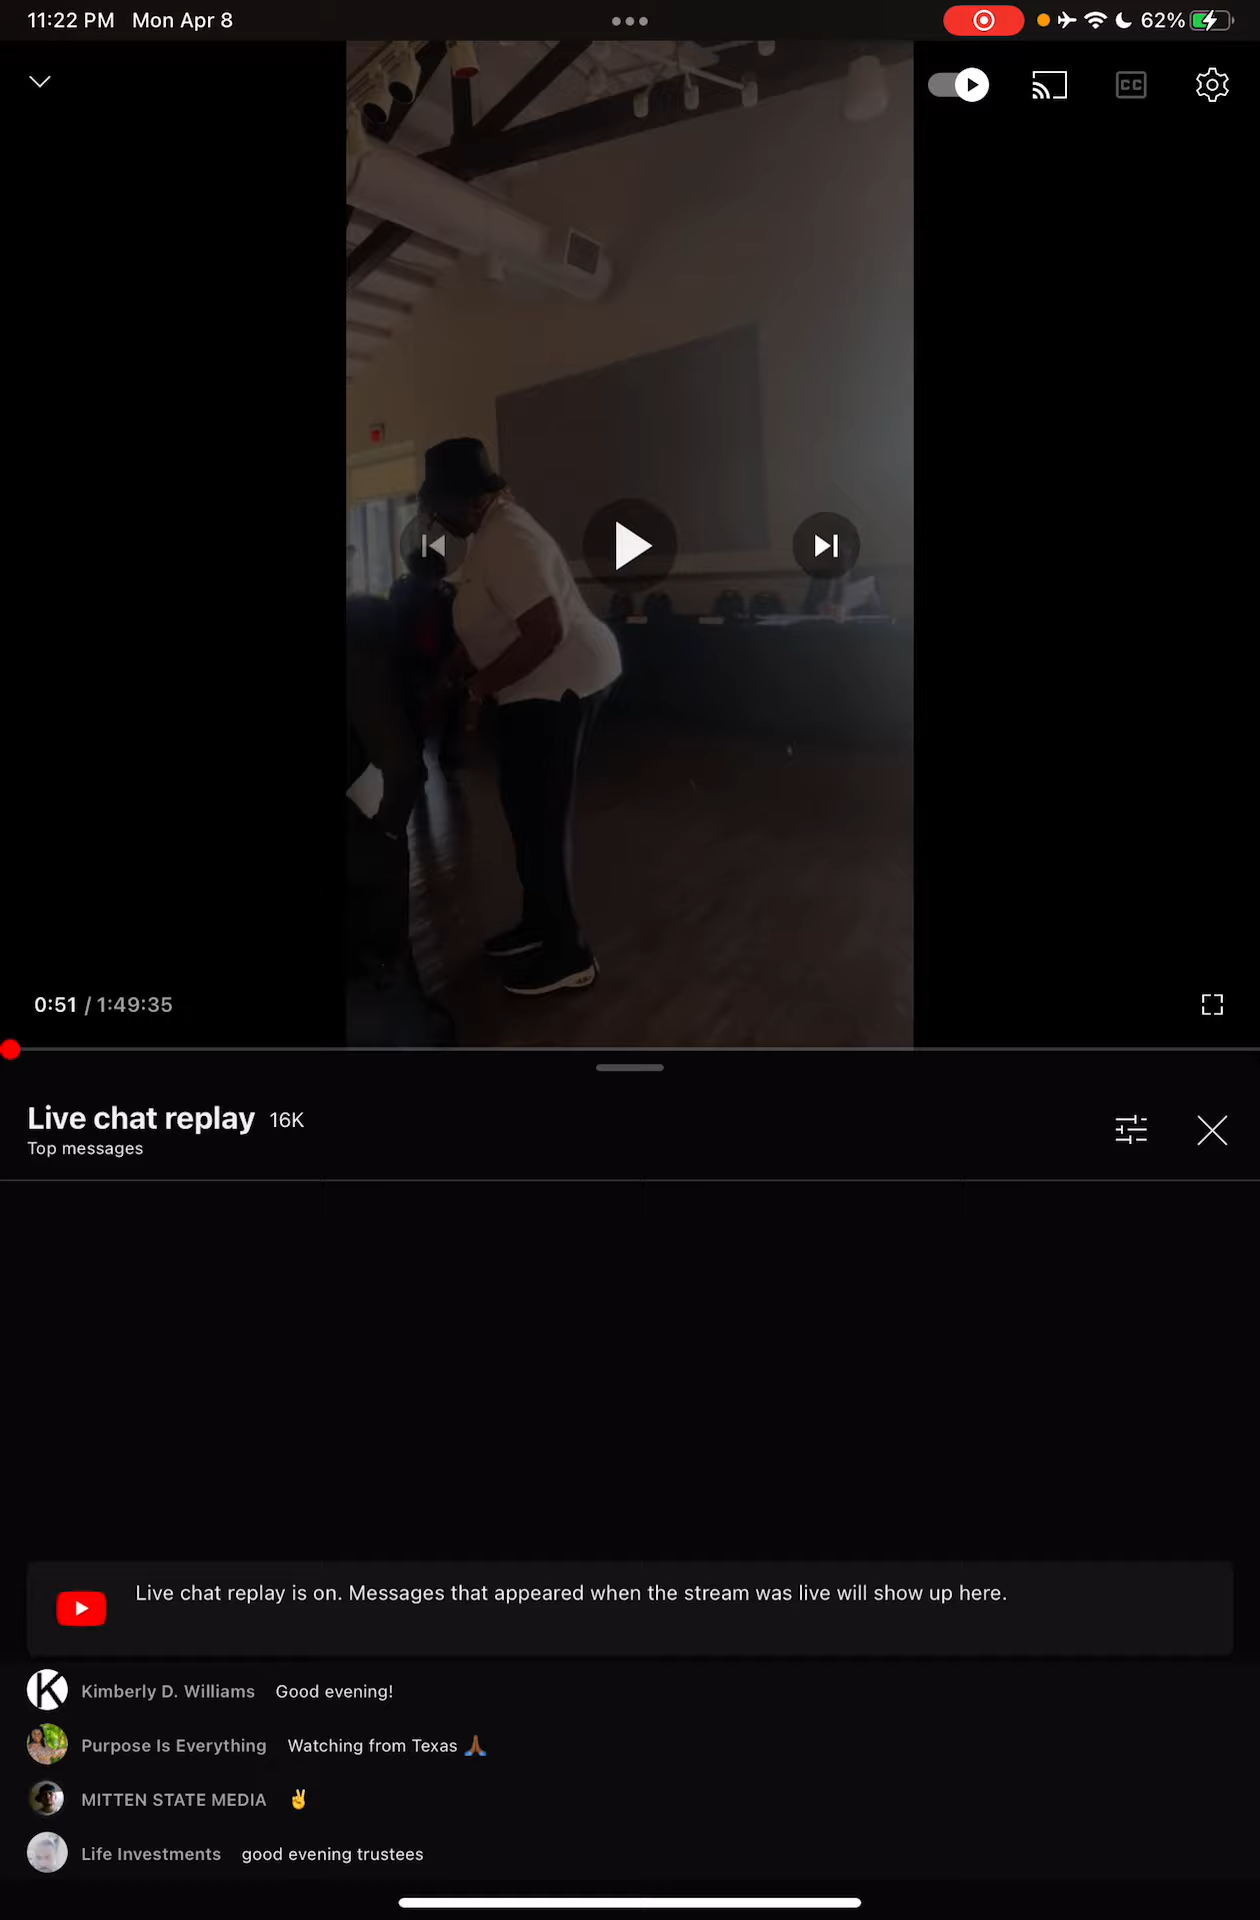 11:22 PM Mon Apr 8
62%
CC
0:51 / 1:49:35
Live chat replay 16K
Top messages
Live chat replay is on. Messages that appeared when the stream was live will show up here.
K
Kimberly D. Williams Good evening!
Purpose Is Everything Watching from Texas 🙏🏾
MITTEN STATE MEDIA ✌️
Life Investments good evening trustees